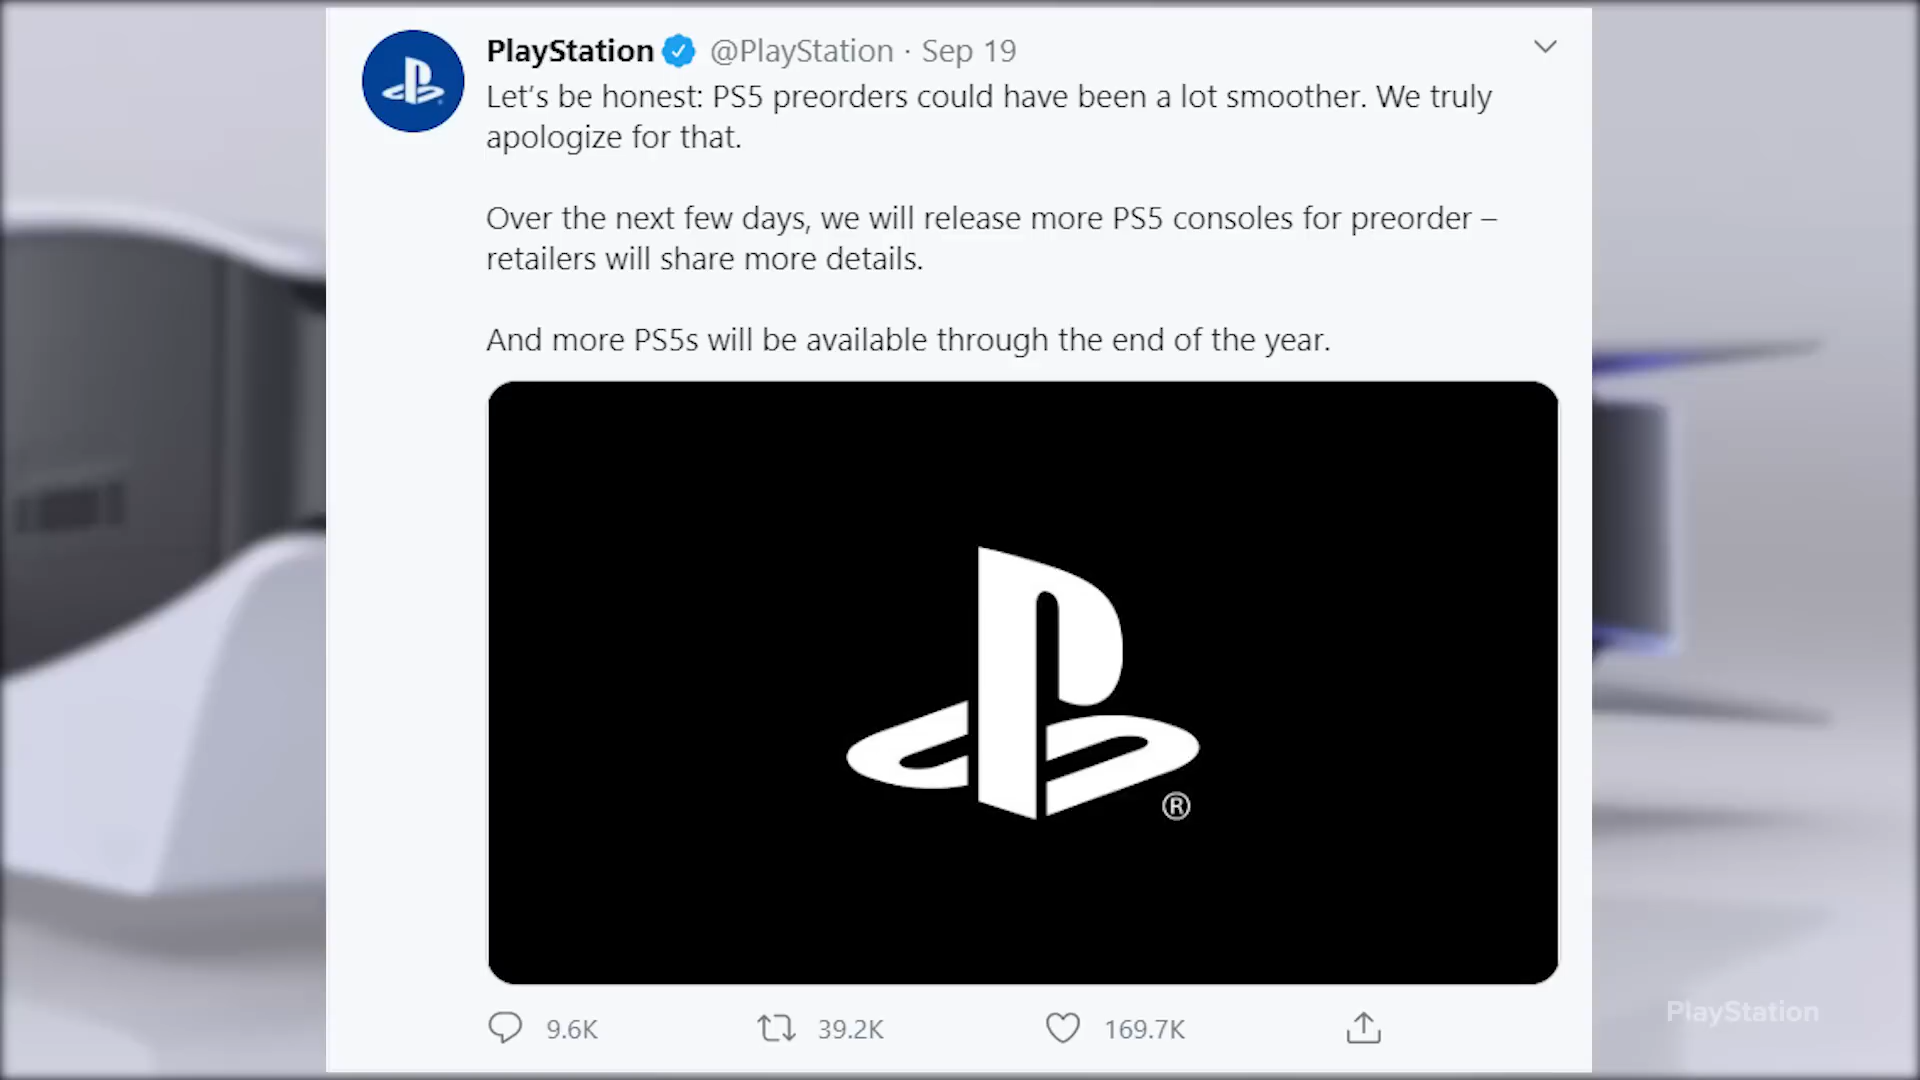 PlayStation @PlayStation · Sep 19
Let's be honest: PS5 preorders could have been a lot smoother. We truly
apologize for that.
Over the next few days, we will release more PS5 consoles for preorder –
retailers will share more details.
And more PS5s will be available through the end of the year.
®
9.6K 39.2K 169.7K
PlayStation